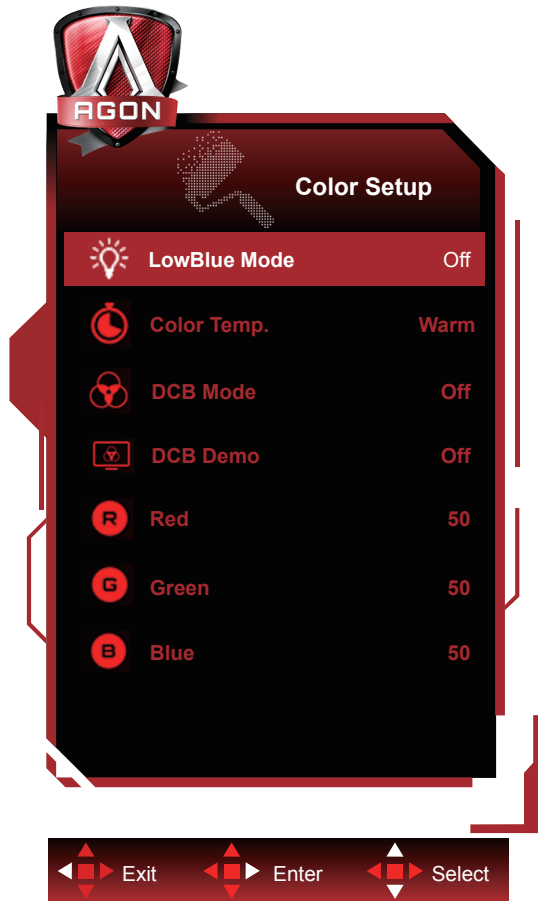 AGON
Color Setup
LowBlue Mode Off
Color Temp. Warm
DCB Mode Off
DCB Demo Off
R Red 50
G Green 50
B Blue 50
Exit Enter Select